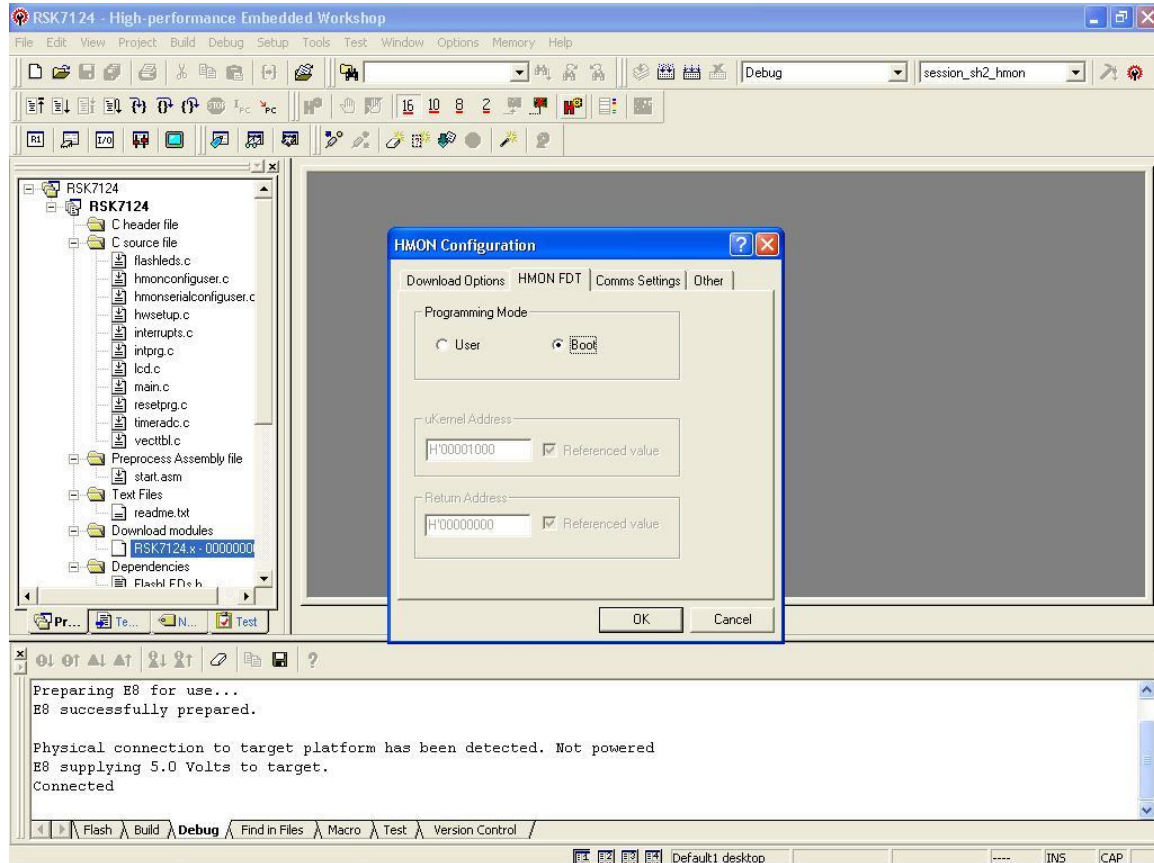 RSK7124 - High-performance Embedded Workshop
File Edit View Project Build Debug Setup Tools Test Window Options Memory Help
Debug session_sh2_hmon
16 10 8 2
R1 I/O
RSK7124
RSK7124
C header file
C source file
flashleds.c
hmonconfiguser.c
hmonserialconfiguser.c
hwsetup.c
interrupts.c
intprg.c
lcd.c
main.c
resetprg.c
timeradc.c
vecttbl.c
Preprocess Assembly file
start.asm
Text Files
readme.txt
Download modules
RSK7124.x - 0000000
Dependencies
FlashLEDs.h
Pr... Te... N... Test
HMON Configuration
Download Options HMON FDT Comms Settings Other
Programming Mode
User Boot
uKernel Address
H'00001000 Referenced value
Return Address
H'00000000 Referenced value
OK Cancel
Preparing E8 for use...
E8 successfully prepared.
Physical connection to target platform has been detected. Not powered
E8 supplying 5.0 Volts to target.
Connected
Flash Build Debug Find in Files Macro Test Version Control
Default1 desktop ---- INS CAP